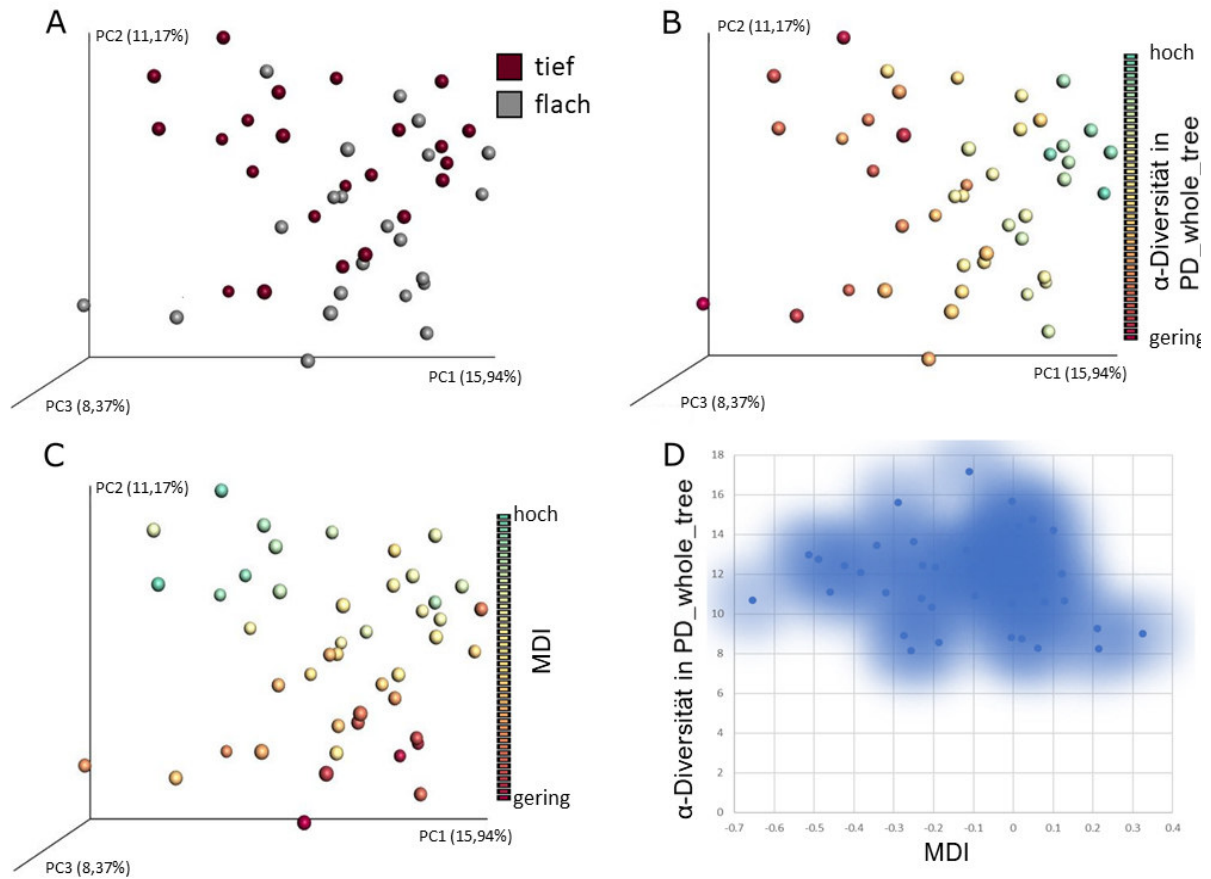 A
PC2 (11,17%)
tief
flach
PC1 (15,94%)
PC3 (8,37%)
B
PC2 (11,17%)
hoch
α-Diversität in
PD_whole_tree
gering
PC1 (15,94%)
PC3 (8,37%)
C
PC2 (11,17%)
hoch
MDI
gering
PC1 (15,94%)
PC3 (8,37%)
D
α-Diversität in PD_whole_tree
18
16
14
12
10
8
6
4
2
0
-0.7 -0.6 -0.5 -0.4 -0.3 -0.2 -0.1 0 0.1 0.2 0.3 0.4
MDI